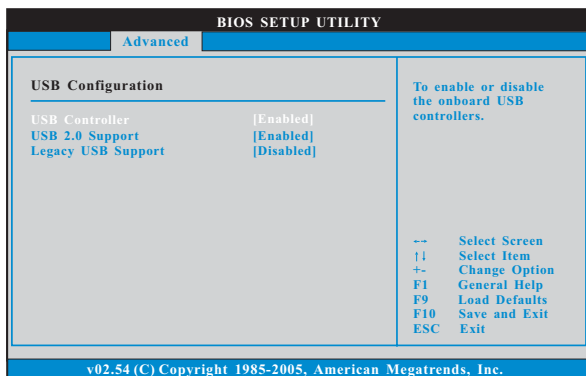 BIOS SETUP UTILITY
Advanced
USB Configuration
USB Controller [Enabled]
USB 2.0 Support [Enabled]
Legacy USB Support [Disabled]
To enable or disable
the onboard USB
controllers.
←→ Select Screen
↑↓ Select Item
+- Change Option
F1 General Help
F9 Load Defaults
F10 Save and Exit
ESC Exit
v02.54 (C) Copyright 1985-2005, American Megatrends, Inc.